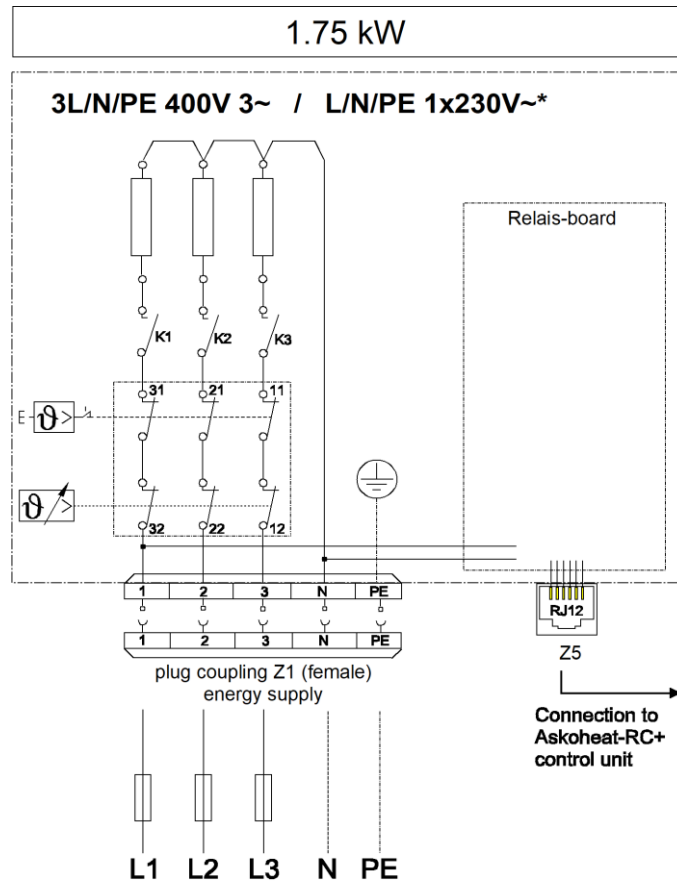 1.75 kW
3L/N/PE 400V 3~ / L/N/PE 1x230V~*
Relais-board
K1 K2 K3
31 21 11
ϑ >
ϑ >
32 22 12
1 2 3 N PE
1 2 3 N PE
RJ12
Z5
plug coupling Z1 (female)
energy supply
Connection to
Askoheat-RC+
control unit
L1 L2 L3 N PE